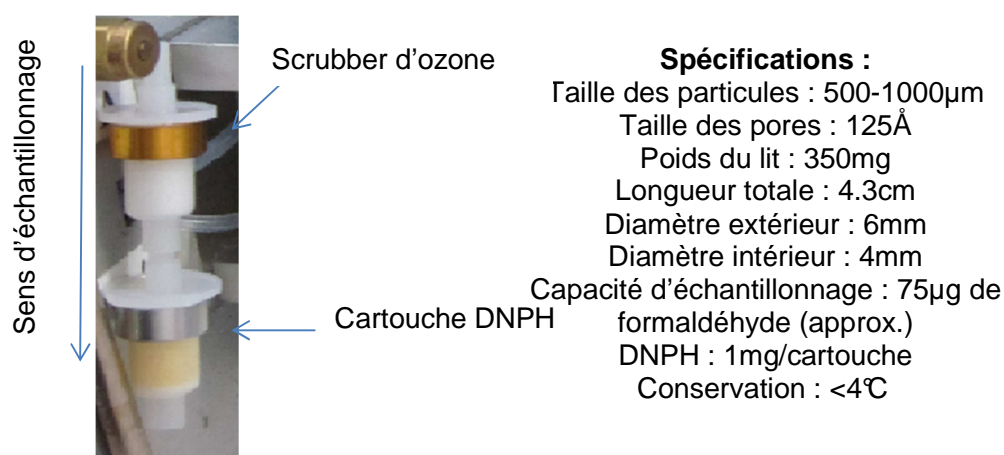 Sens d'échantillonnage
Scrubber d'ozone
Cartouche DNPH
Spécifications :
Taille des particules : 500-1000µm
Taille des pores : 125Å
Poids du lit : 350mg
Longueur totale : 4.3cm
Diamètre extérieur : 6mm
Diamètre intérieur : 4mm
Capacité d'échantillonnage : 75µg de
formaldéhyde (approx.)
DNPH : 1mg/cartouche
Conservation : <4°C